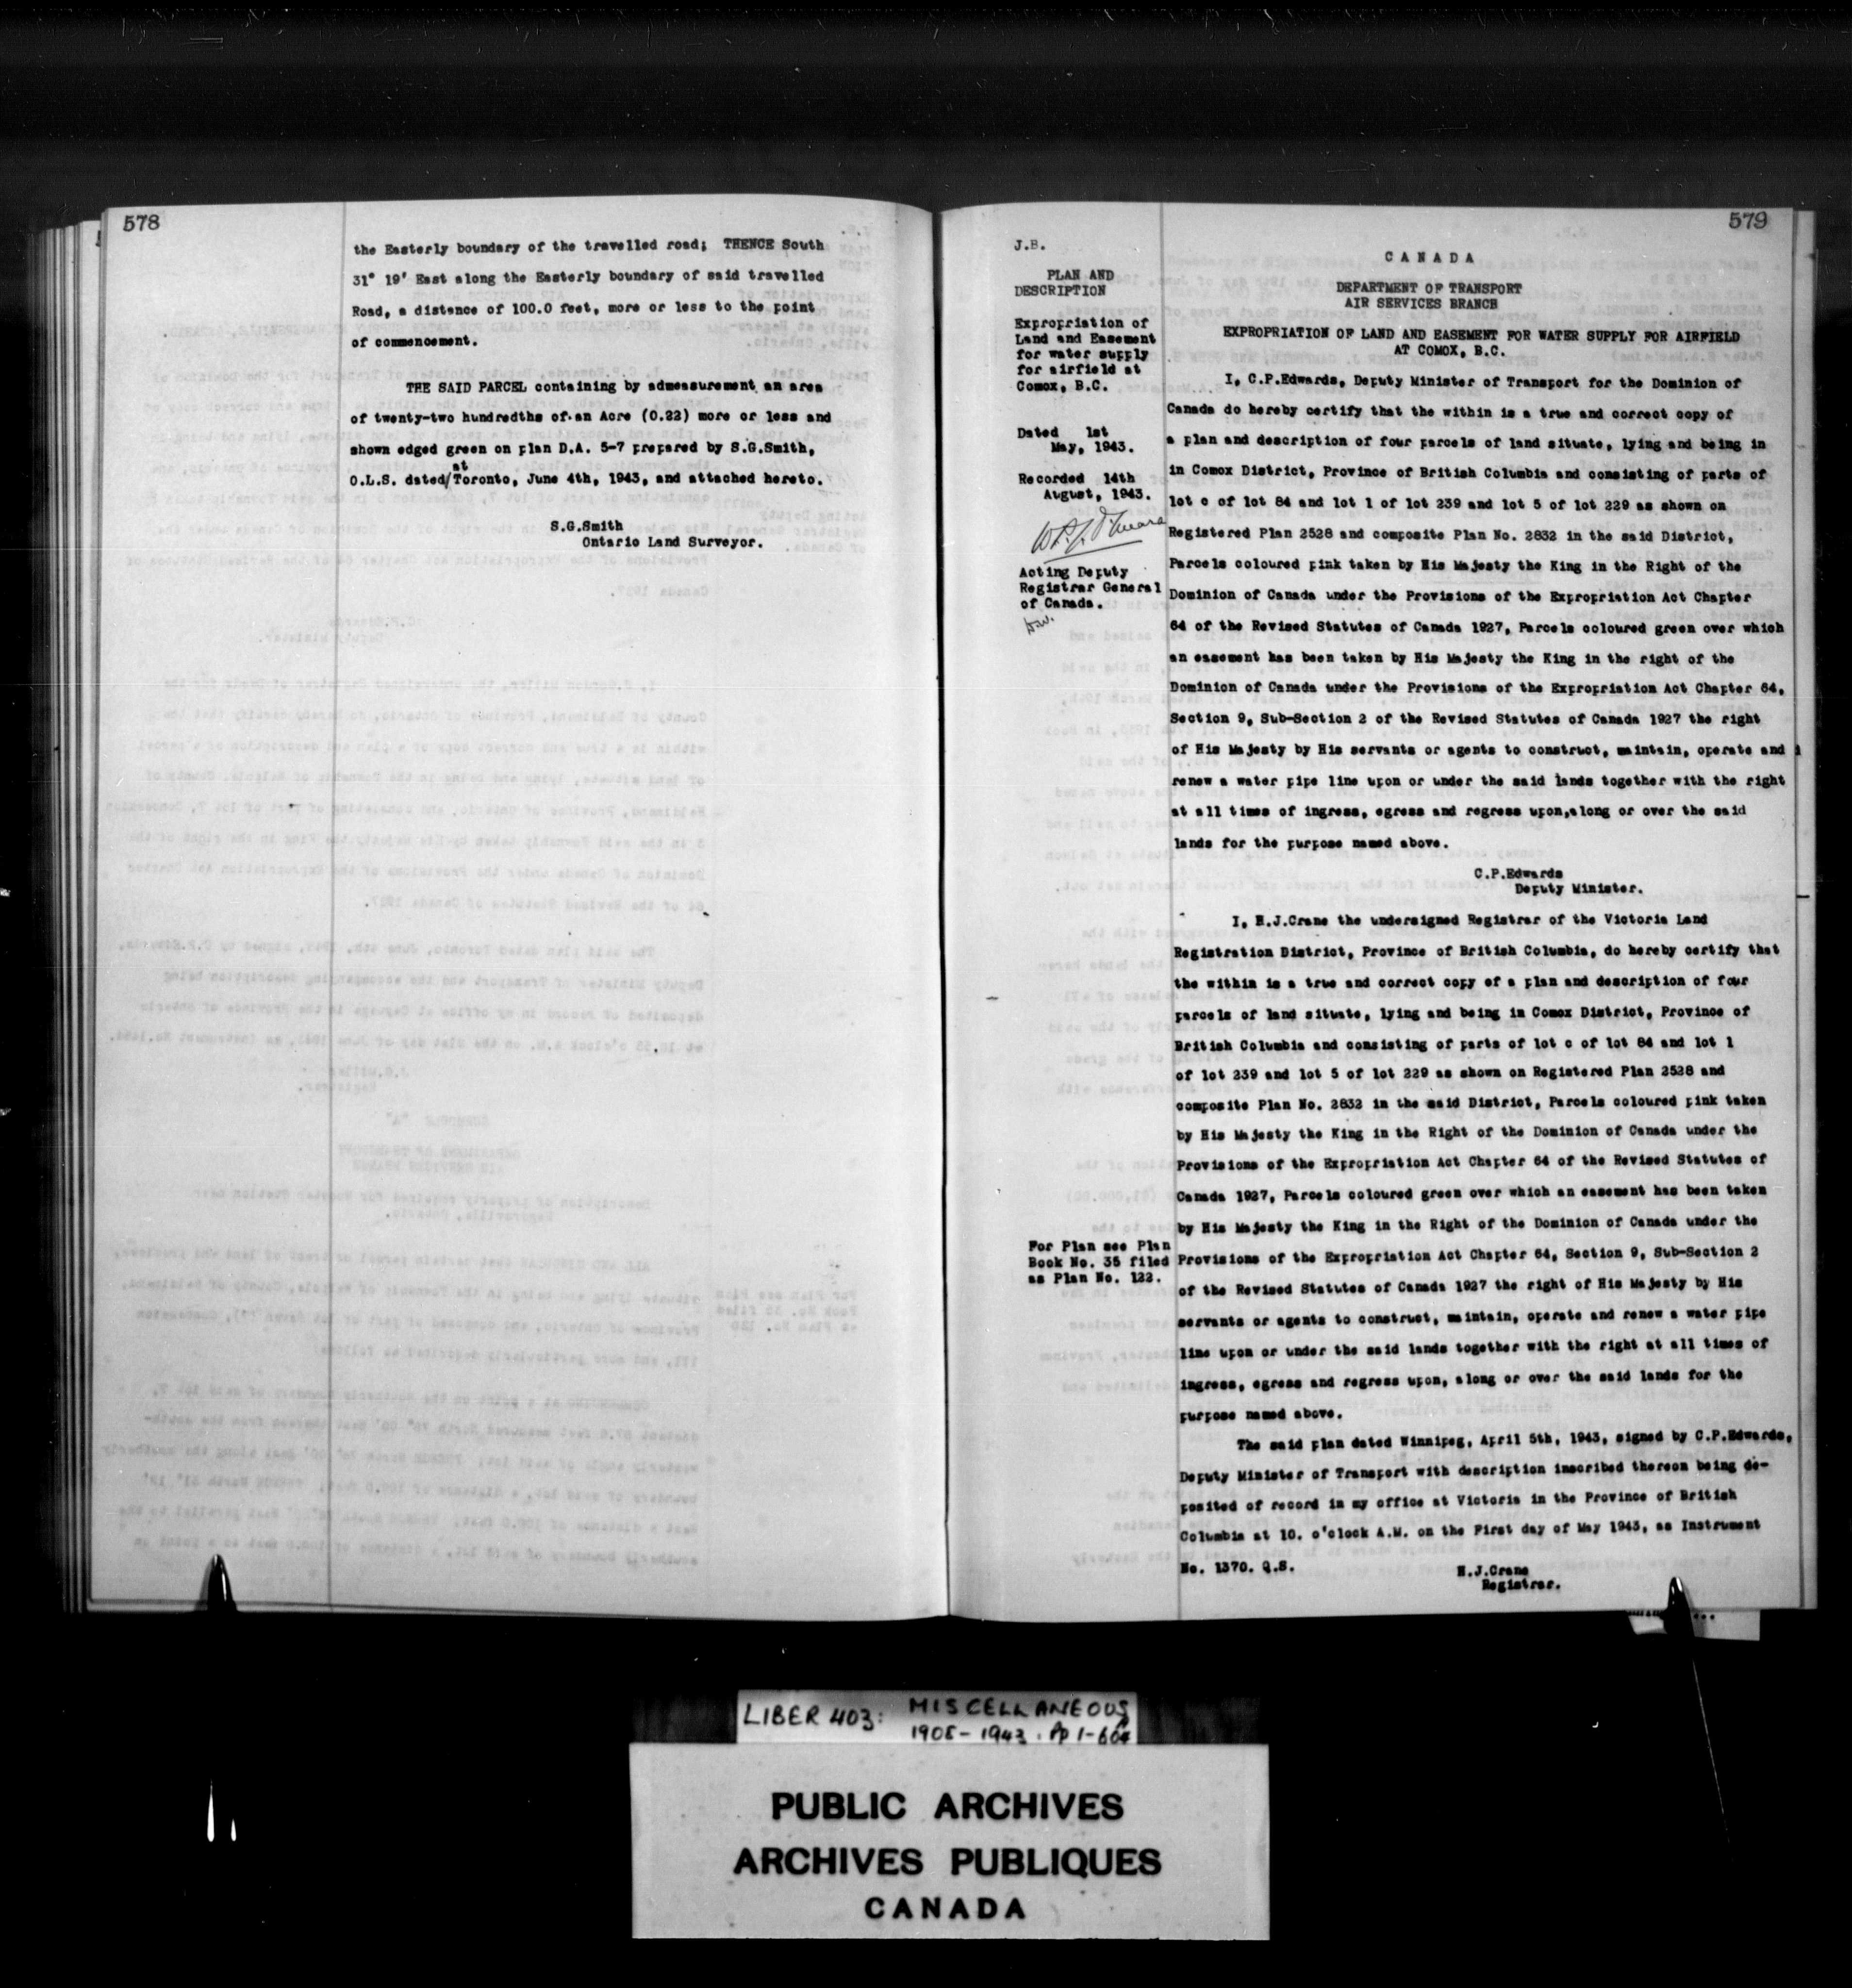 578
the Easterly boundary of the travelled road; THENCE South
31° 19' East along the Easterly boundary of said travelled
Road, a distance of 100.0 feet, more or less to the point
of commencement.
THE SAID PARCEL containing by admeasurement an area
of twenty-two hundredths of an Acre (0.22) more or less and
shown edged green on plan D.A. 5-7 prepared by S.G.Smith,
at
O.L.S. dated/Toronto, June 4th, 1943, and attached hereto.
S.G.Smith
Ontario Land Surveyor.
579
J.B.
PLAN AND
DESCRIPTION
Expropriation of
Land and Easement
for water supply
for airfield at
Comox, B.C.
Dated 1st
May, 1943.
Recorded 14th
August, 1943.
Acting Deputy
Registrar General
of Canada.
For Plan see Plan
Book No. 35 filed
as Plan No. 122.
CANADA
DEPARTMENT OF TRANSPORT
AIR SERVICES BRANCH
EXPROPRIATION OF LAND AND EASEMENT FOR WATER SUPPLY FOR AIRFIELD
AT COMOX, B.C.
I, C.P.Edwards, Deputy Minister of Transport for the Dominion of
Canada do hereby certify that the within is a true and correct copy of
a plan and description of four parcels of land situate, lying and being in
in Comox District, Province of British Columbia and consisting of parts of
lot c of lot 84 and lot 1 of lot 239 and lot 5 of lot 229 as shown on
Registered Plan 2528 and composite Plan No. 2832 in the said District,
Parcels coloured pink taken by His Majesty the King in the Right of the
Dominion of Canada under the Provisions of the Expropriation Act Chapter
64 of the Revised Statutes of Canada 1927, Parcels coloured green over which
an easement has been taken by His Majesty the King in the right of the
Dominion of Canada under the Provisions of the Expropriation Act Chapter 64,
Section 9, Sub-Section 2 of the Revised Statutes of Canada 1927 the right
of His Majesty by His servants or agents to construct, maintain, operate and
renew a water pipe line upon or under the said lands together with the right
at all times of ingress, egress and regress upon,along or over the said
lands for the purpose named above.
C.P.Edwards
Deputy Minister.
I, H.J.Crane the undersigned Registrar of the Victoria Land
Registration District, Province of British Columbia, do hereby certify that
the within is a true and correct copy of a plan and description of four
parcels of land situate, lying and being in Comox District, Province of
British Columbia and consisting of parts of lot c of lot 84 and lot 1
of lot 239 and lot 5 of lot 229 as shown on Registered Plan 2528 and
composite Plan No. 2832 in the said District, Parcels coloured pink taken
by His Majesty the King in the Right of the Dominion of Canada under the
Provisions of the Expropriation Act Chapter 64 of the Revised Statutes of
Canada 1927, Parcels coloured green over which an easement has been taken
by His Majesty the King in the Right of the Dominion of Canada under the
Provisions of the Expropriation Act Chapter 64, Section 9, Sub-Section 2
of the Revised Statutes of Canada 1927 the right of His Majesty by His
servants or agents to construct, maintain, operate and renew a water pipe
line upon or under the said lands together with the right at all times of
ingress, egress and regress upon, along or over the said lands for the
purpose named above.
The said plan dated Winnipeg, April 5th, 1943, signed by C.P.Edwards,
Deputy Minister of Transport with description inscribed thereon being de-
posited of record in my office at Victoria in the Province of British
Columbia at 10. o'clock A.M. on the First day of May 1943, as Instrument
No. 1370. Q.S.
H.J.Crane
Registrar.
LIBER 403: MISCELLANEOUS
1908-1943. Pp 1-
PUBLIC ARCHIVES
ARCHIVES PUBLIQUES
CANADA